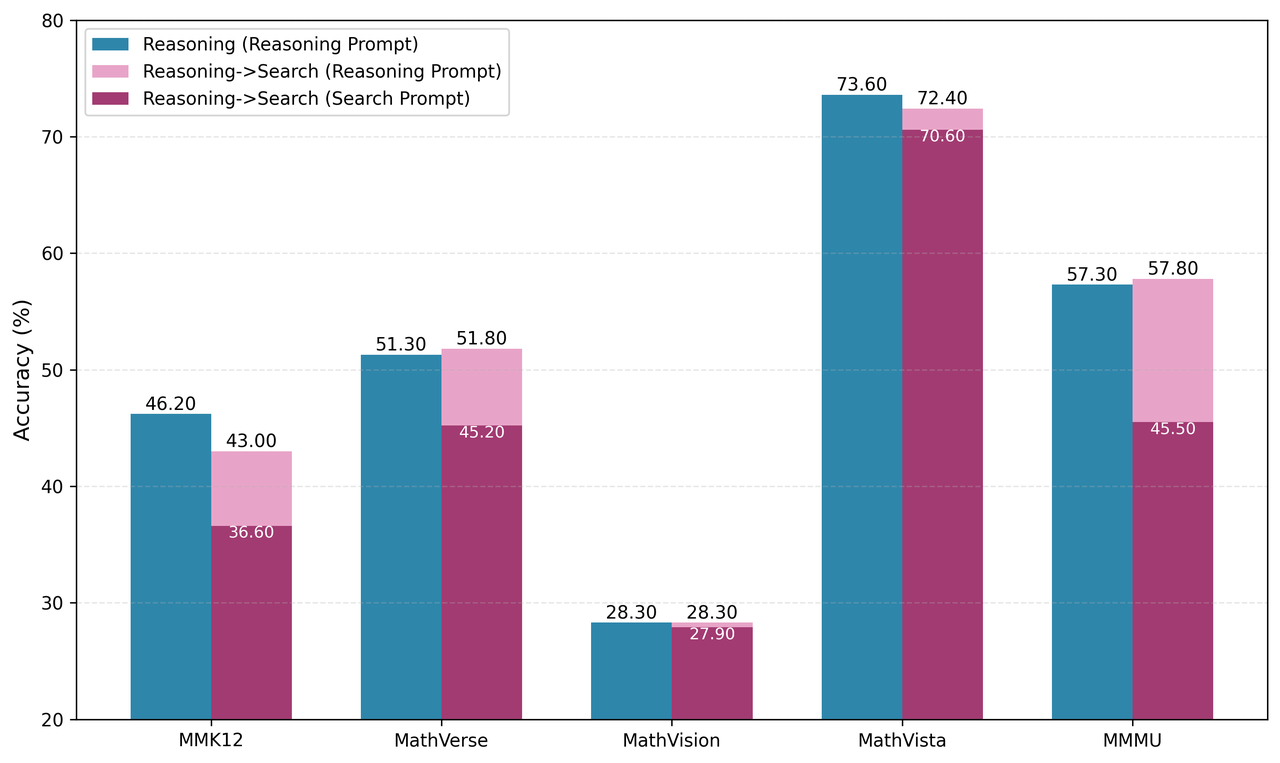 80
70
60
50
40
30
20
Accuracy (%)
Reasoning (Reasoning Prompt)
Reasoning->Search (Reasoning Prompt)
Reasoning->Search (Search Prompt)
46.20
43.00
36.60
51.30
51.80
45.20
28.30
28.30
27.90
73.60
72.40
70.60
57.30
57.80
45.50
MMK12
MathVerse
MathVision
MathVista
MMMU